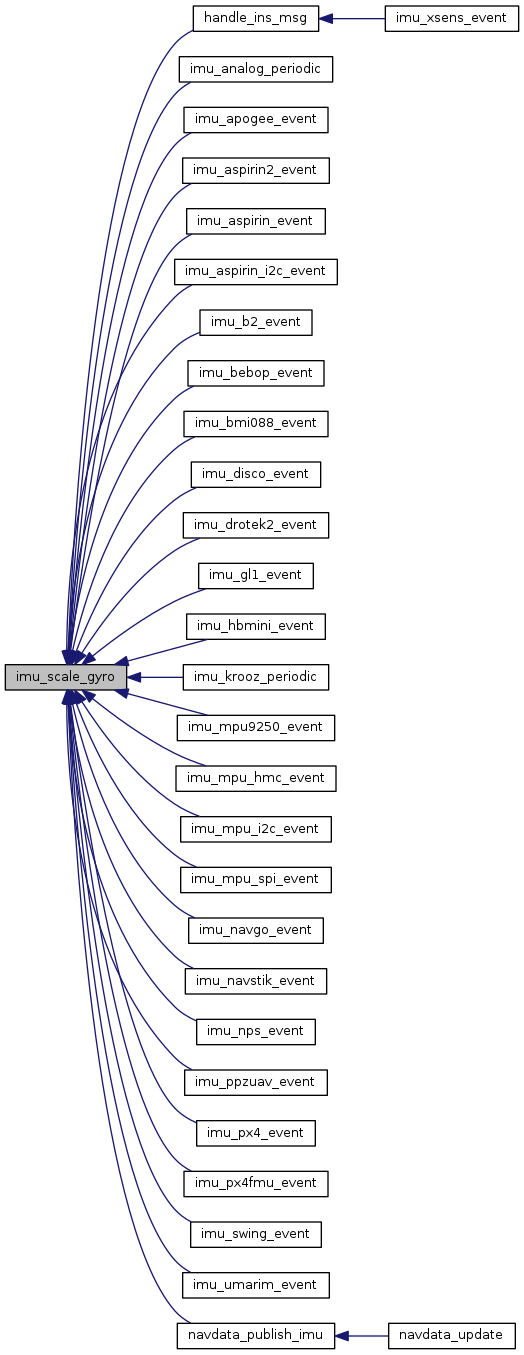 handle_ins_msg
imu_xsens_event
imu_analog_periodic
imu_apogee_event
imu_aspirin2_event
imu_aspirin_event
imu_aspirin_i2c_event
imu_b2_event
imu_bebop_event
imu_bmi088_event
imu_disco_event
imu_drotek2_event
imu_gl1_event
imu_hbmini_event
imu_scale_gyro
imu_krooz_periodic
imu_mpu9250_event
imu_mpu_hmc_event
imu_mpu_i2c_event
imu_mpu_spi_event
imu_navgo_event
imu_navstik_event
imu_nps_event
imu_ppzuav_event
imu_px4_event
imu_px4fmu_event
imu_swing_event
imu_umarim_event
navdata_publish_imu
navdata_update